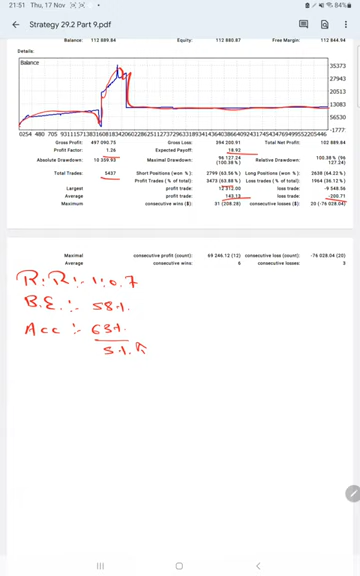 21:51 Thu, 17 Nov 84%
Strategy 29.2 Part 9.pdf
Balance: 112 889.84 Equity: 112 880.87 Free Margin: 112 844.94
Details:
Balance
35373
27943
20513
13083
5650
-1777
Gross Profit: 497 090.75 Gross Loss: 394 200.91 Total Net Profit: 102 889.84
Profit Factor: 1.26 Expected Payoff: 18.92
Absolute Drawdown: 10 359.93 Maximal Drawdown: 96 127.24 (100.38%) Relative Drawdown: 100.38% (96 127.24)
Total Trades: 5437 Short Positions (won %): 2799 (63.56 %) Long Positions (won %): 2638 (64.22 %)
Profit Trades (% of total): 3473 (63.88 %) Loss trades (% of total): 1964 (36.12 %)
Largest profit trade: 12 312.00 loss trade: -9 548.56
Average profit trade: 143.13 loss trade: -200.71
Maximum consecutive wins ($): 31 (208.28) consecutive losses ($): 20 (-76 028.04)
Maximal consecutive profit (count): 69 246.12 (12) consecutive loss (count): -76 028.04 (20)
Average consecutive wins: 6 consecutive losses: 3
R:R :- 1:0.7
B.E :- 58%
Acc :- 63%
5%